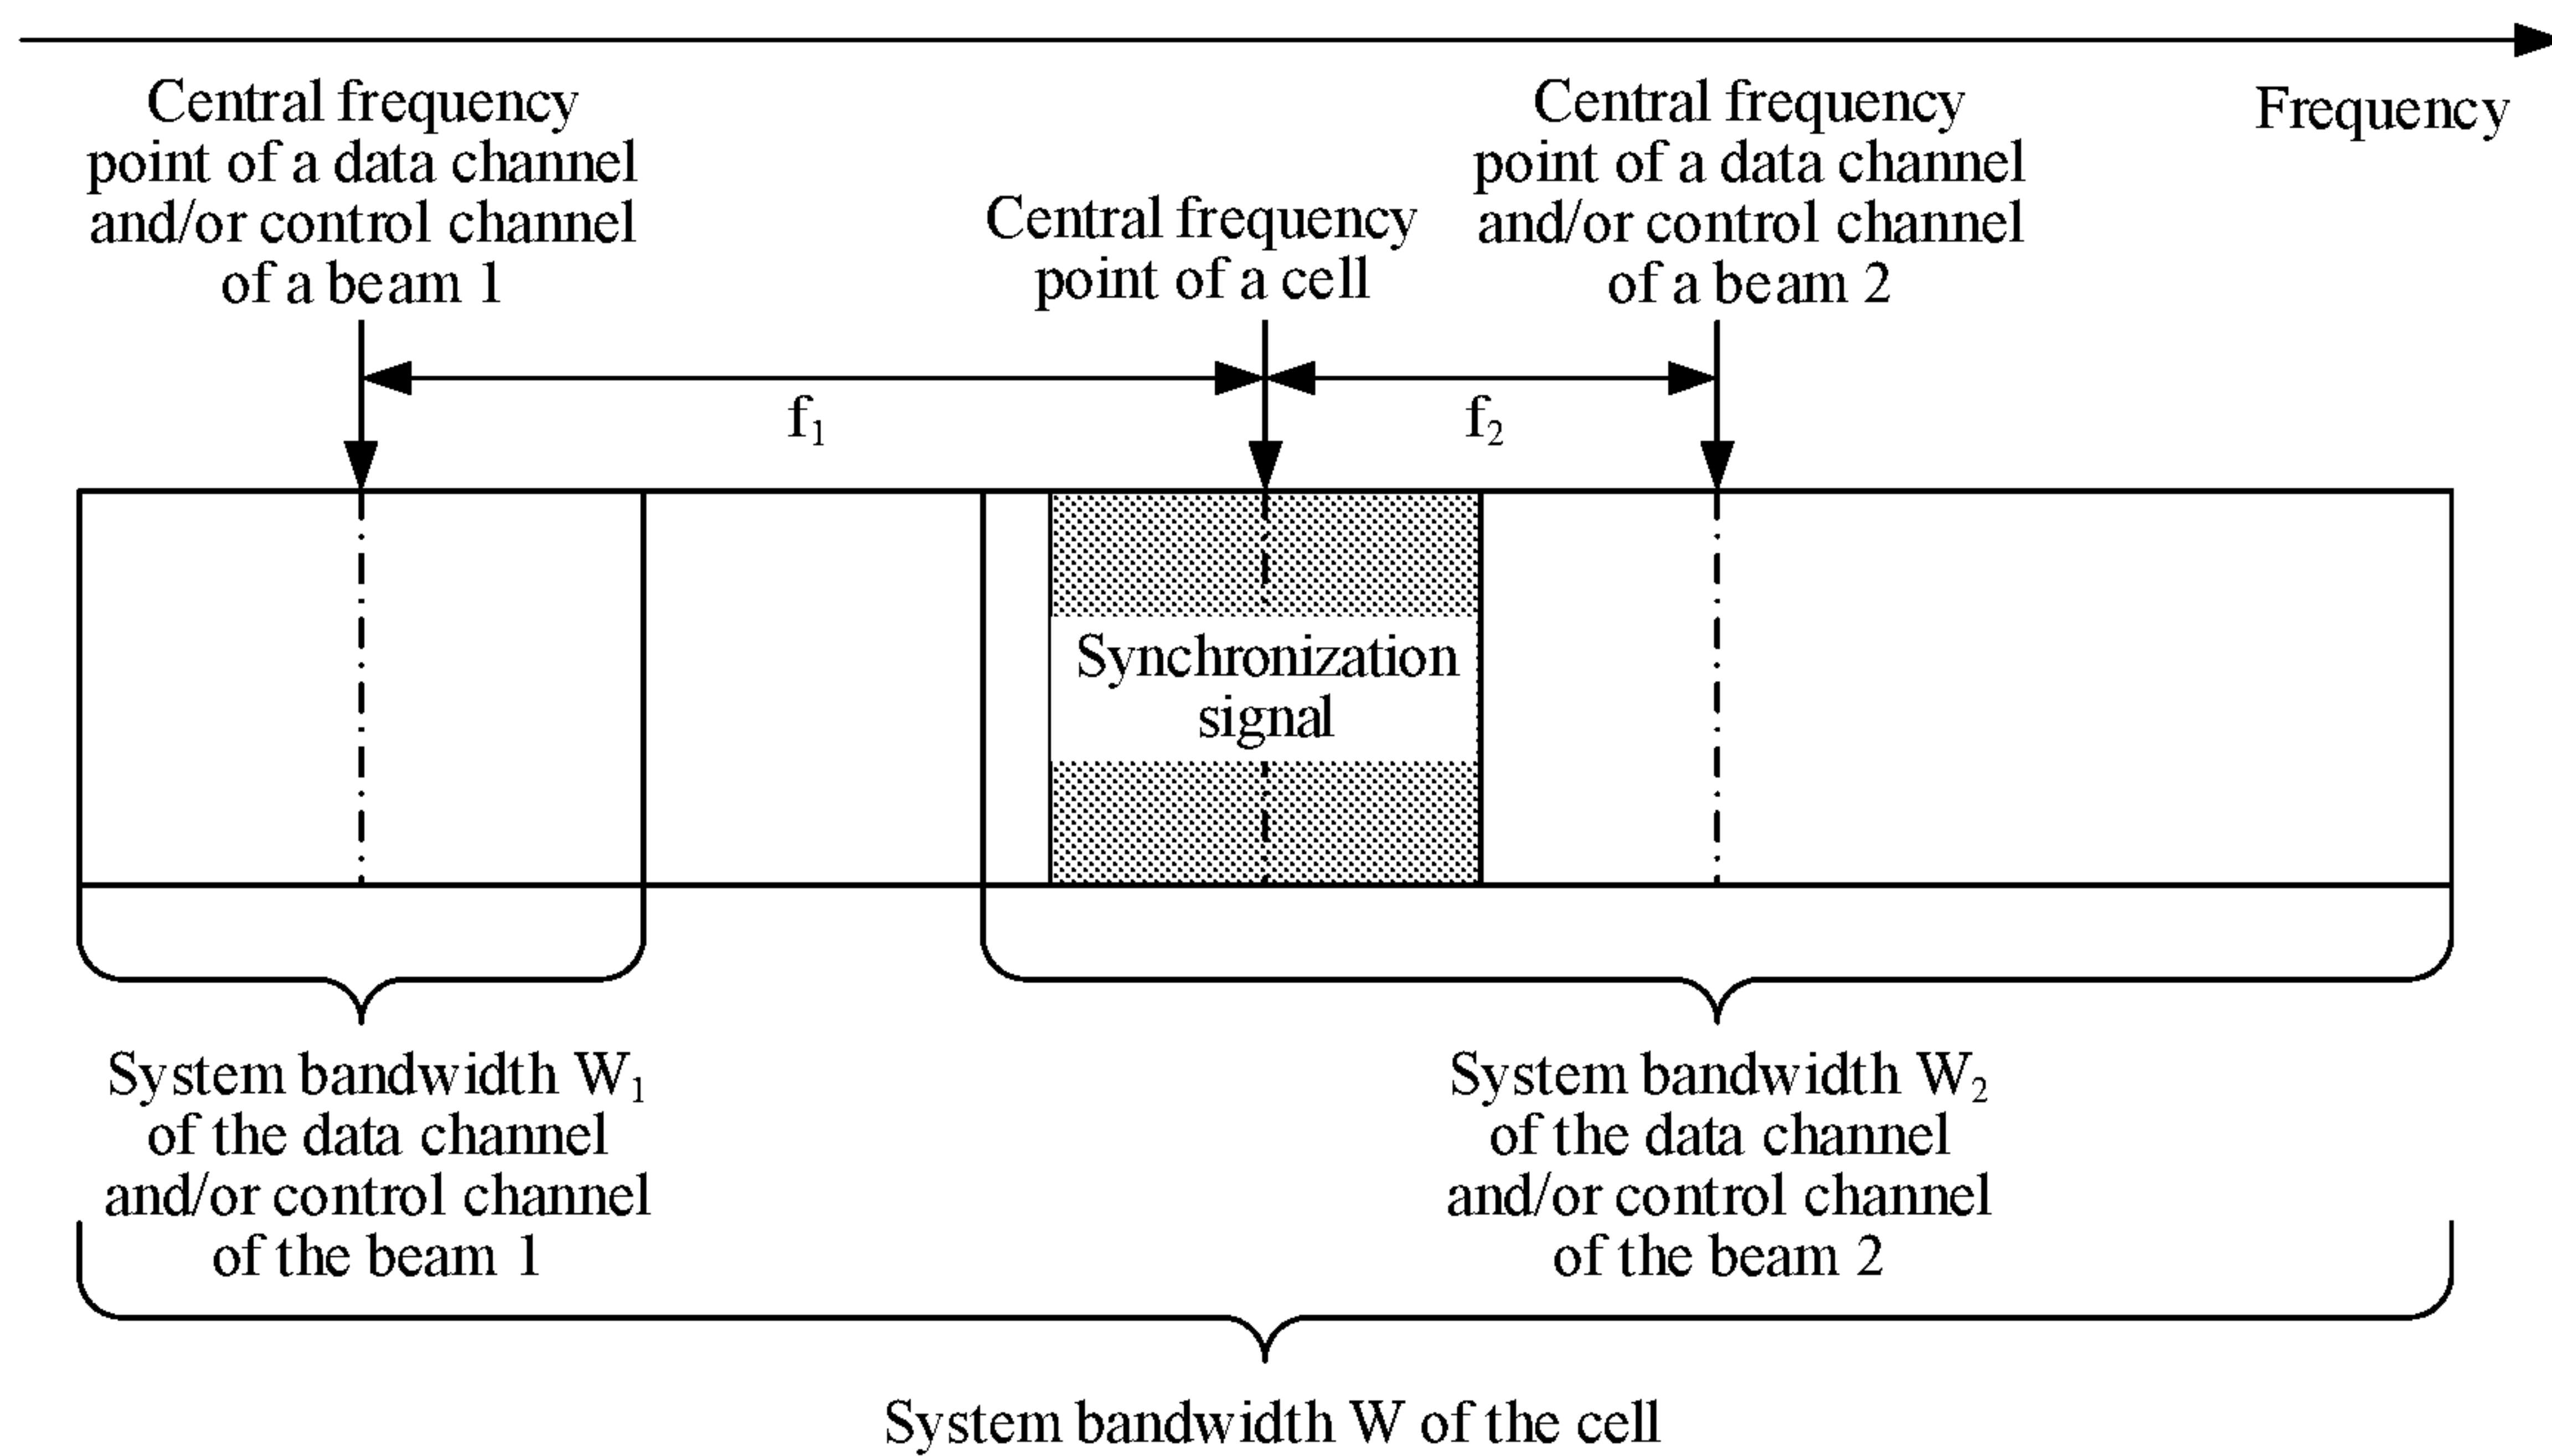 Central frequency
point of a data channel
and/or control channel
of a beam 1
Central frequency
point of a cell
Central frequency
point of a data channel
and/or control channel
of a beam 2
Frequency
f₁
f₂
Synchronization
signal
System bandwidth W₁
of the data channel
and/or control channel
of the beam 1
System bandwidth W₂
of the data channel
and/or control channel
of the beam 2
System bandwidth W of the cell